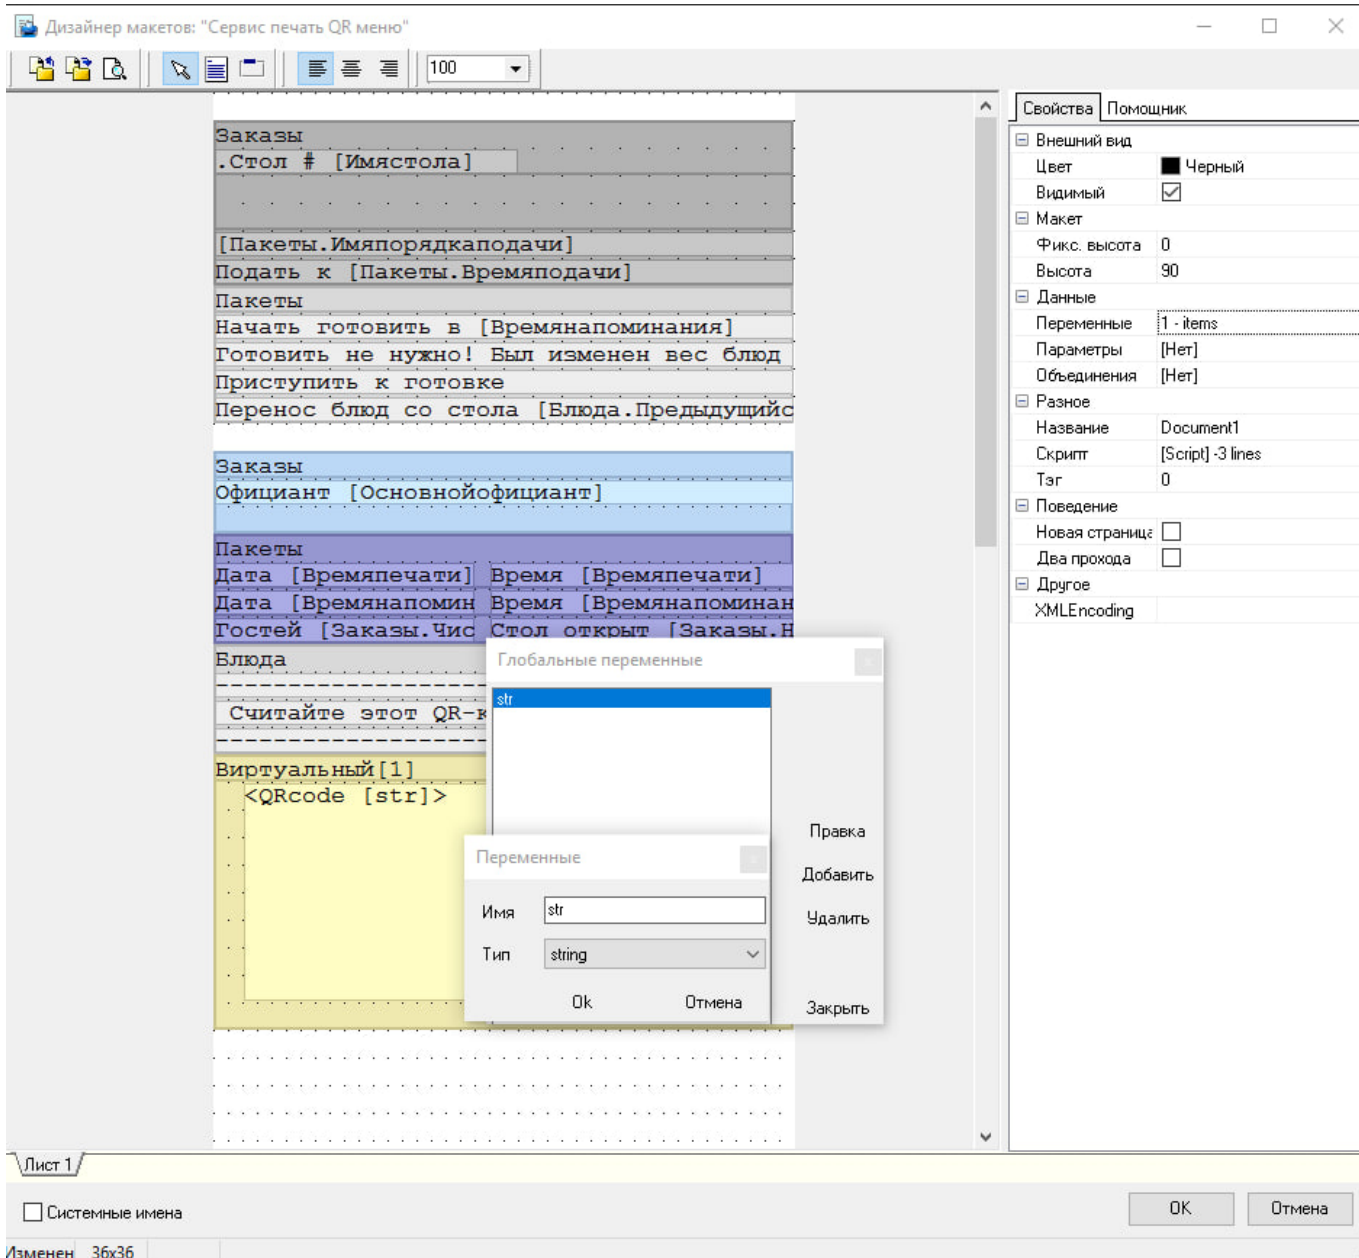 Дизайнер макетов: "Сервис печать QR меню"
100
Заказы
.Стол # [Имястола]
[Пакеты.Имяпорядкаподачи]
Подать к [Пакеты.Времяподачи]
Пакеты
Начать готовить в [Времянапоминания]
Готовить не нужно! Был изменен вес блюд
Приступить к готовке
Перенос блюд со стола [Блюда.Предыдущийс
Заказы
Официант [Основнойофициант]
Пакеты
Дата [Времяпечати] Время [Времяпечати]
Дата [Времянапомин Время [Времянапоминан
Гостей [Заказы.Чис Стол открыт [Заказы.Н
Блюда
--------------------
Считайте этот QR-к
--------------------
Виртуальный[1]
<QRcode [str]>
Глобальные переменные
str
Правка
Добавить
Удалить
Закрыть
Переменные
Имя str
Тип string
Ok Отмена
Свойства Помощник
Внешний вид
Цвет Черный
Видимый
Макет
Фикс. высота 0
Высота 90
Данные
Переменные 1 - items
Параметры [Нет]
Объединения [Нет]
Разное
Название Document1
Скрипт [Script] -3 lines
Тэг 0
Поведение
Новая страница
Два прохода
Другое
XMLEncoding
Лист 1
Системные имена
OK Отмена
Изменен 36x36